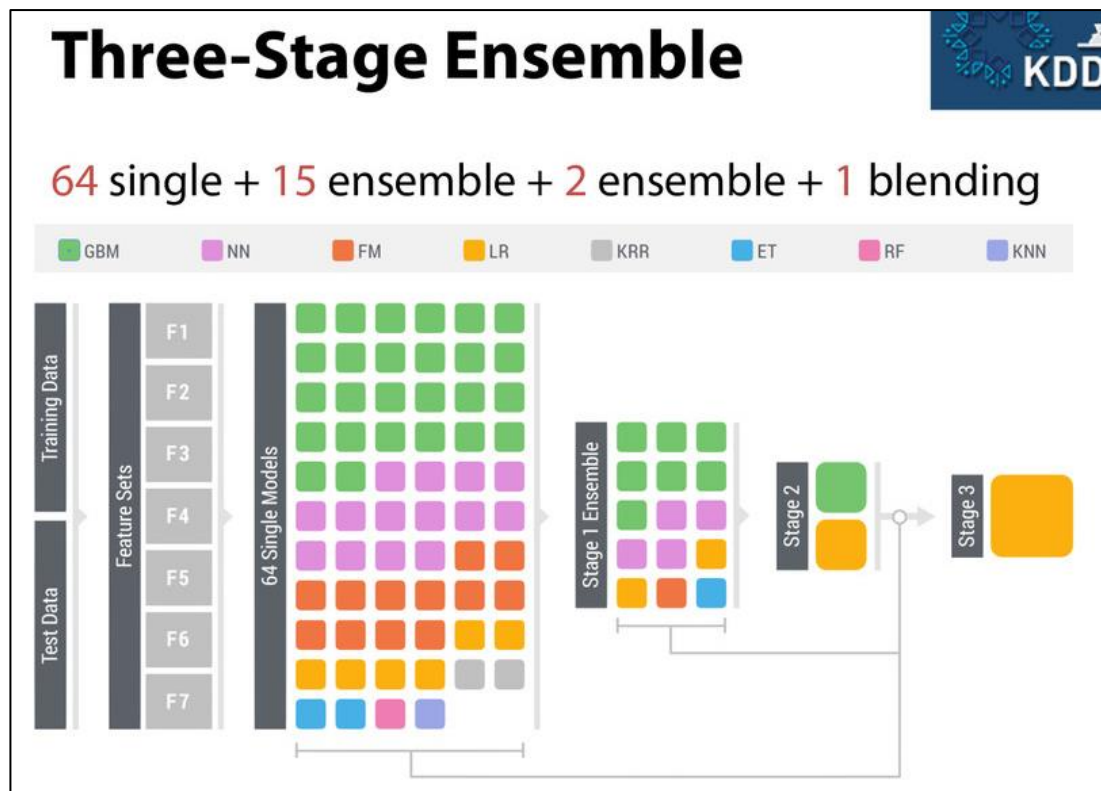 Three-Stage Ensemble
KDD
64 single + 15 ensemble + 2 ensemble + 1 blending
GBM NN FM LR KRR ET RF KNN
Training Data
Test Data
Feature Sets
F1
F2
F3
F4
F5
F6
F7
64 Single Models
Stage 1 Ensemble
Stage 2
Stage 3